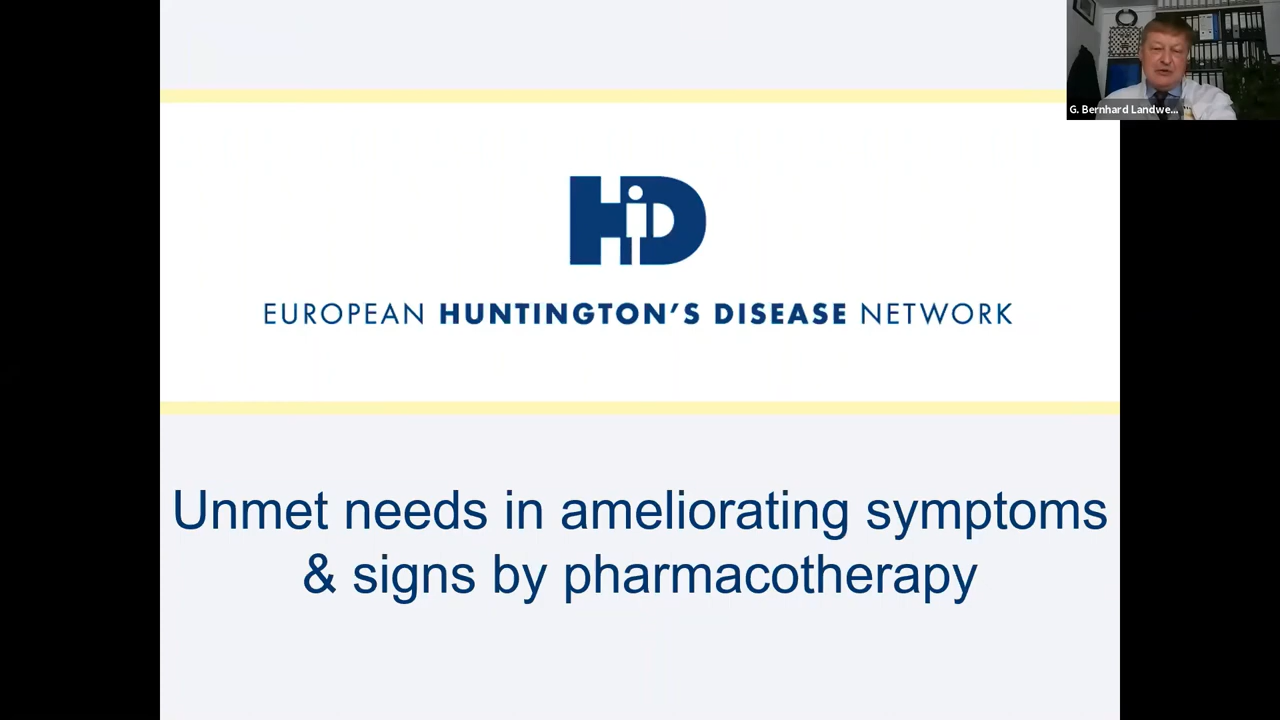 G. Bernhard Landwe...
HD
EUROPEAN HUNTINGTON'S DISEASE NETWORK
Unmet needs in ameliorating symptoms
& signs by pharmacotherapy